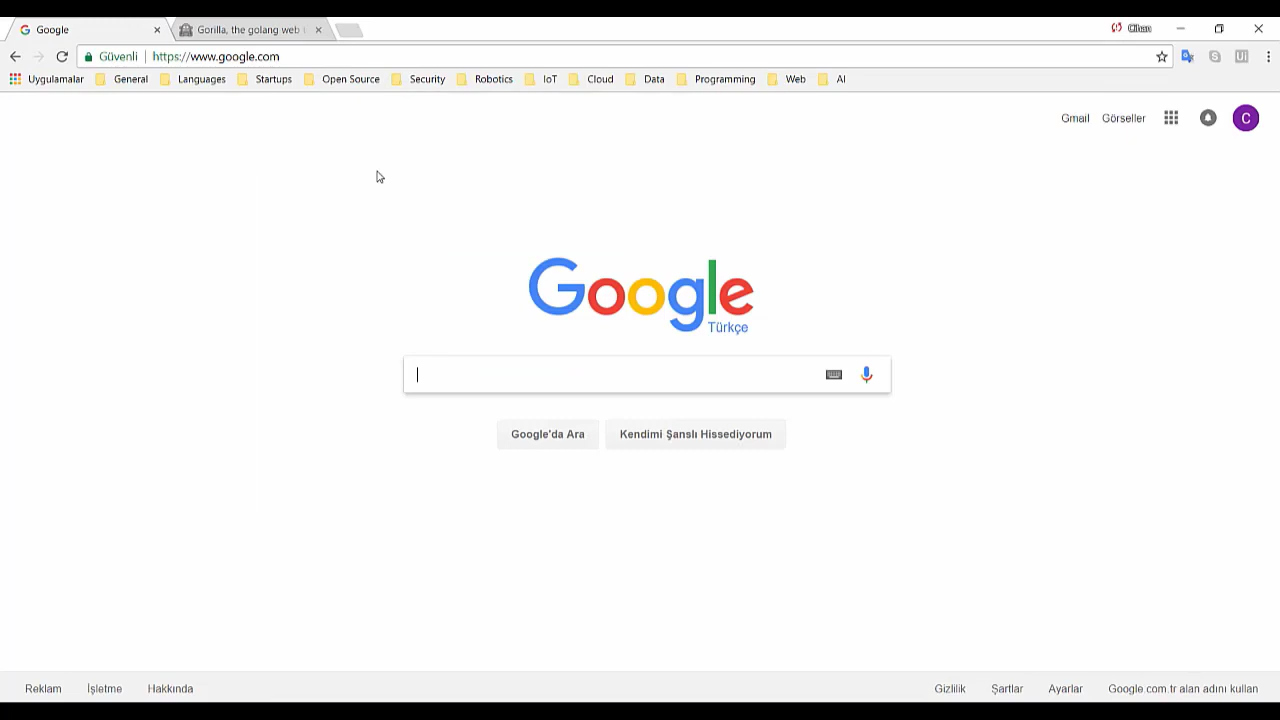 Google
Gorilla, the golang web
Cihan
Güvenli
https://www.google.com
Uygulamalar General Languages Startups Open Source Security Robotics IoT Cloud Data Programming Web AI
Gmail Görseller C
Google
Türkçe
Google'da Ara Kendimi Şanslı Hissediyorum
Reklam İşletme Hakkında Gizlilik Şartlar Ayarlar Google.com.tr alan adını kullan